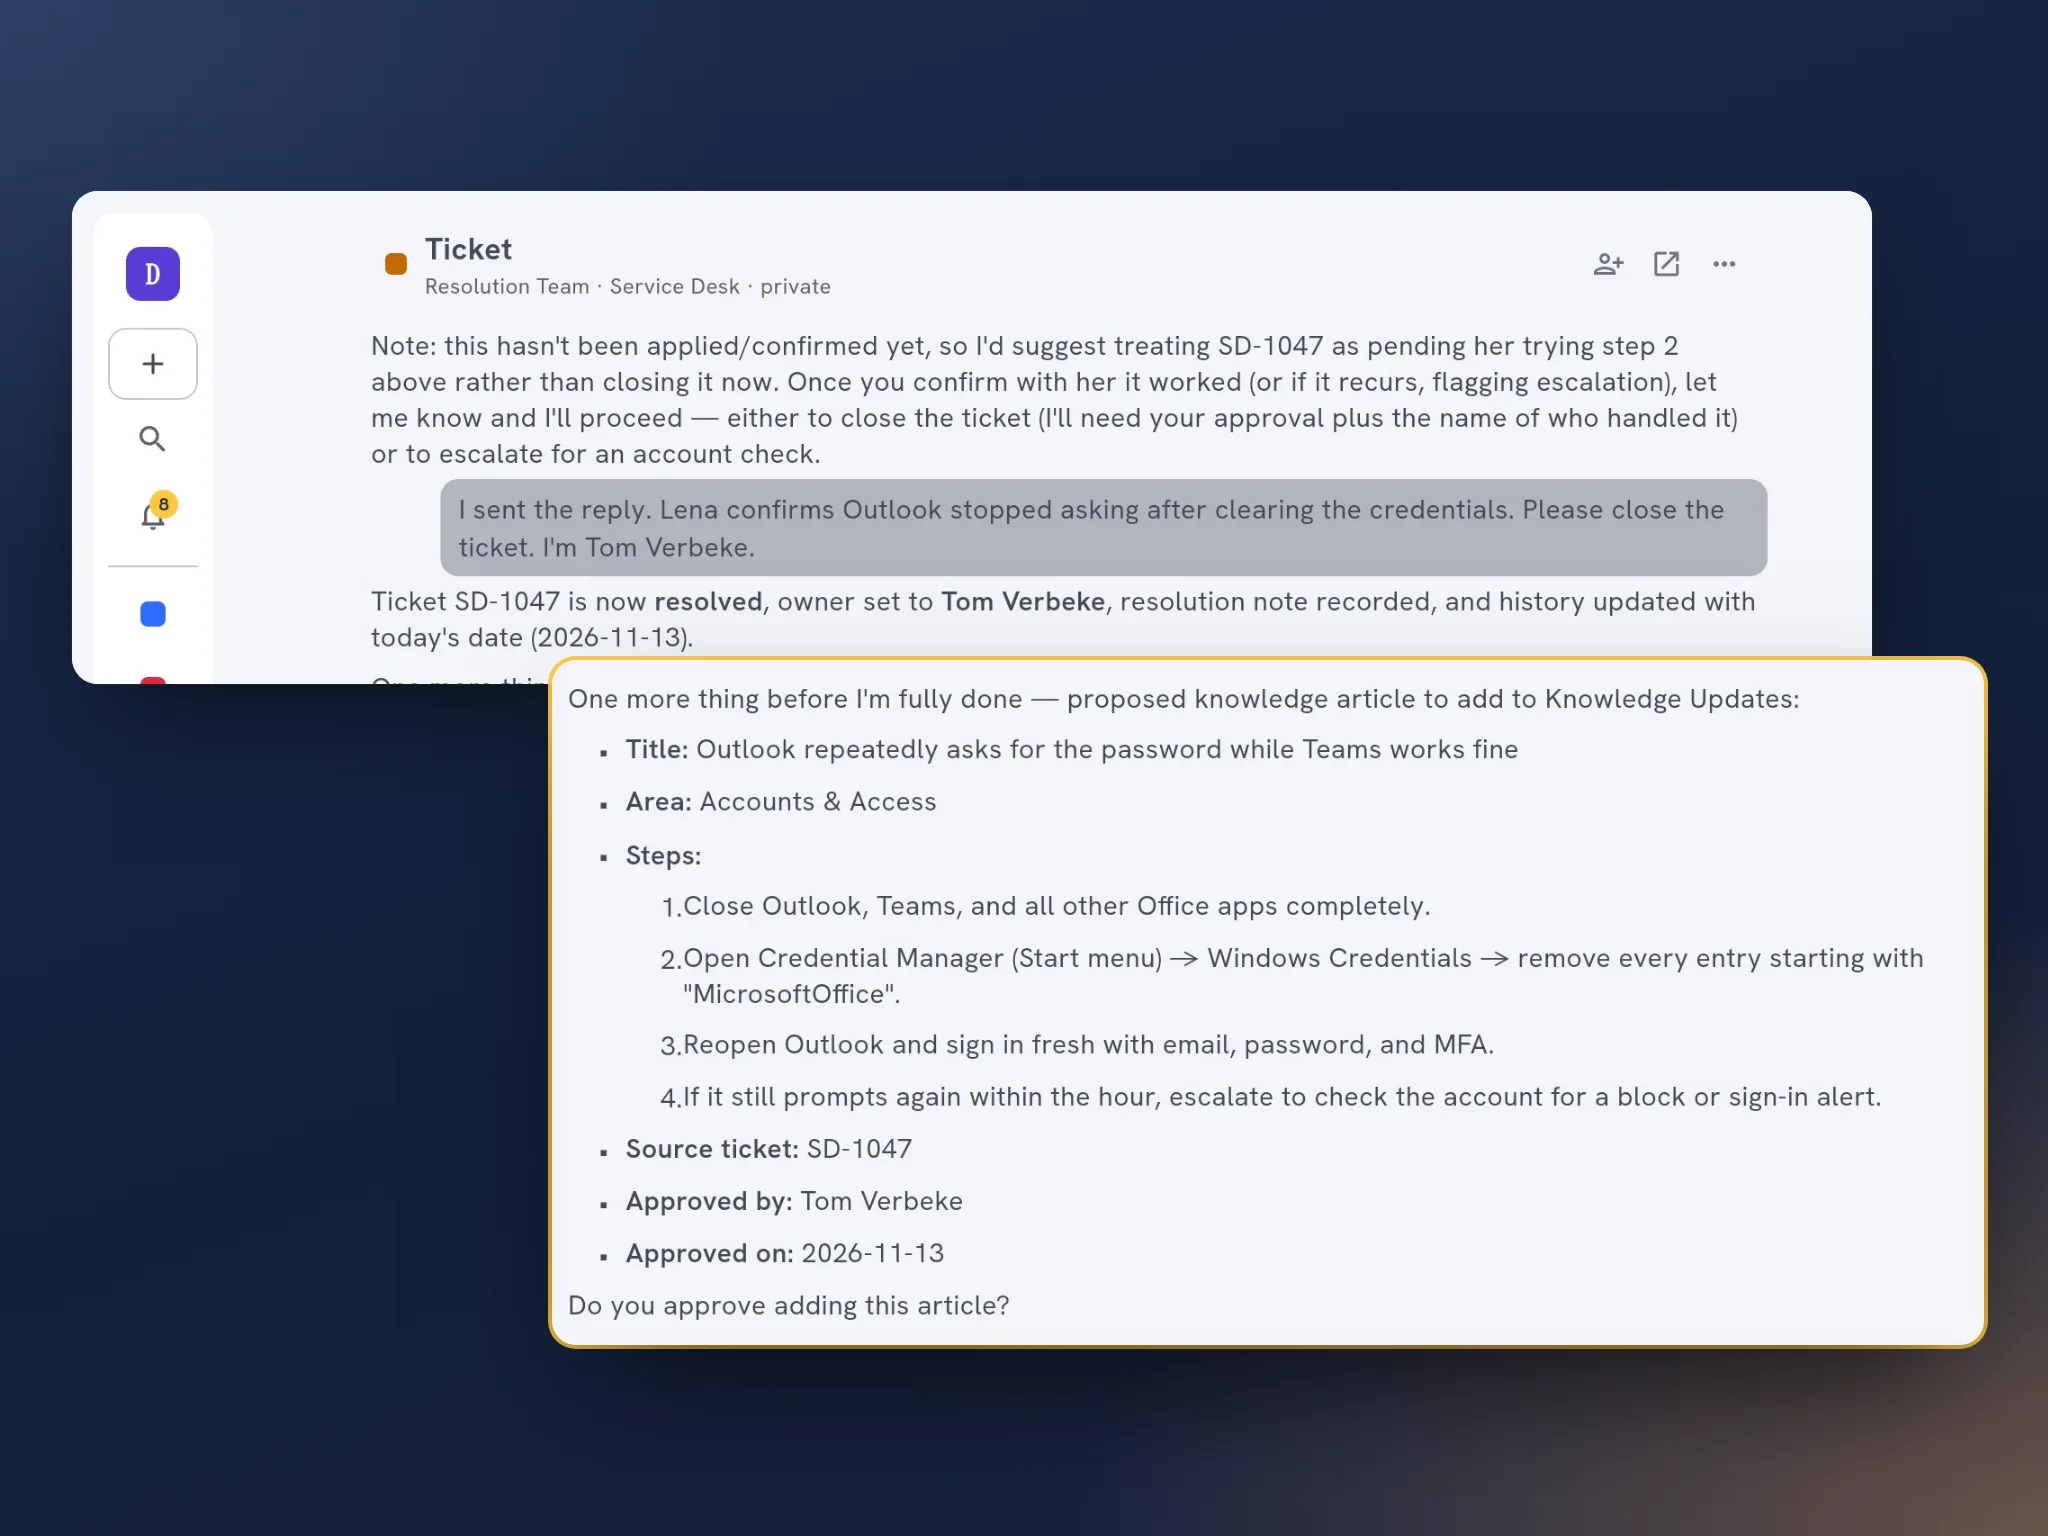 D
8
Ticket
Resolution Team · Service Desk · private
Note: this hasn't been applied/confirmed yet, so I'd suggest treating SD-1047 as pending her trying step 2
above rather than closing it now. Once you confirm with her it worked (or if it recurs, flagging escalation), let
me know and I'll proceed — either to close the ticket (I'll need your approval plus the name of who handled it)
or to escalate for an account check.
I sent the reply. Lena confirms Outlook stopped asking after clearing the credentials. Please close the
ticket. I'm Tom Verbeke.
Ticket SD-1047 is now resolved, owner set to Tom Verbeke, resolution note recorded, and history updated with
today's date (2026-11-13).
One more thing before I'm fully done — proposed knowledge article to add to Knowledge Updates:
▪ Title: Outlook repeatedly asks for the password while Teams works fine
▪ Area: Accounts & Access
▪ Steps:
1.Close Outlook, Teams, and all other Office apps completely.
2.Open Credential Manager (Start menu) → Windows Credentials → remove every entry starting with
"MicrosoftOffice".
3.Reopen Outlook and sign in fresh with email, password, and MFA.
4.If it still prompts again within the hour, escalate to check the account for a block or sign-in alert.
▪ Source ticket: SD-1047
▪ Approved by: Tom Verbeke
▪ Approved on: 2026-11-13
Do you approve adding this article?